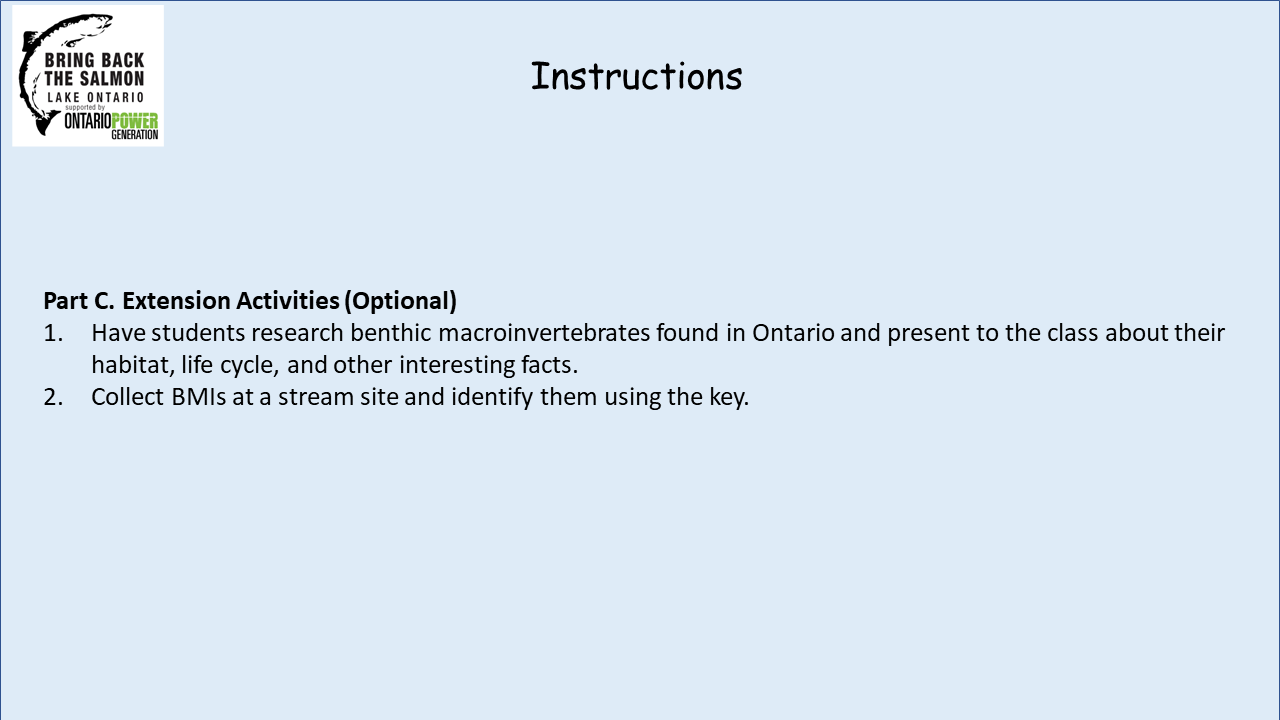 BRING BACK
THE SALMON
LAKE ONTARIO
supported by
ONTARIOPOWER
GENERATION
Instructions
Part C. Extension Activities (Optional)
1. Have students research benthic macroinvertebrates found in Ontario and present to the class about their
habitat, life cycle, and other interesting facts.
2. Collect BMIs at a stream site and identify them using the key.